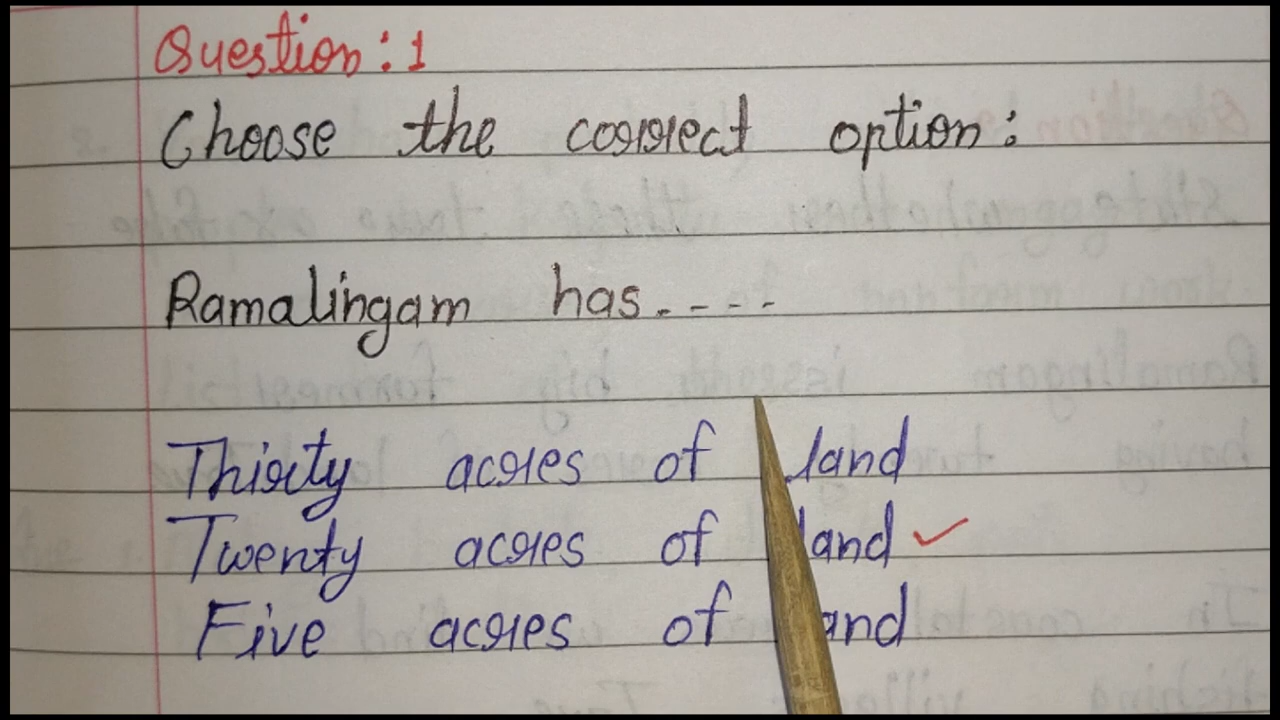 Question: 1
Choose the correct option:
Ramalingam has....
Thirty acres of land
Twenty acres of land ✓
Five acres of land